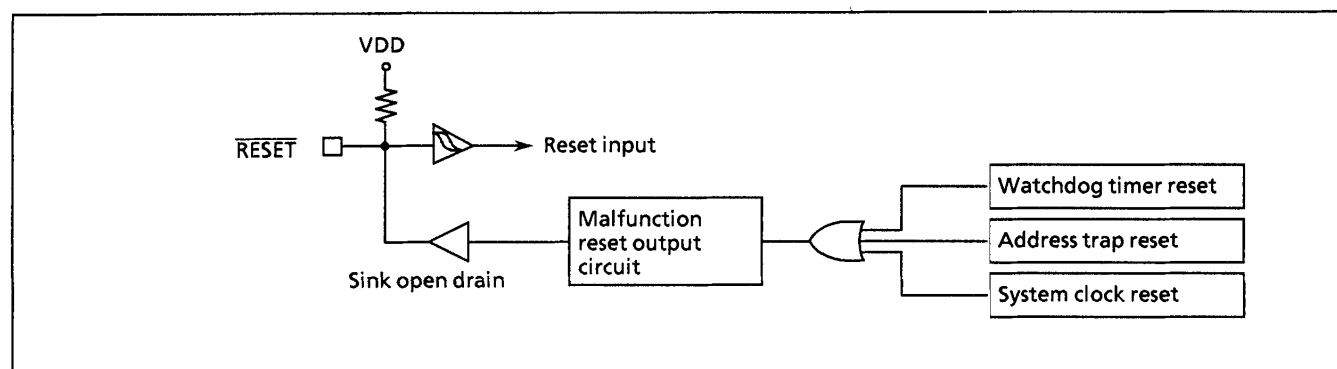 VDD
RESET
Reset input
Watchdog timer reset
Malfunction
reset output
circuit
Address trap reset
Sink open drain
System clock reset